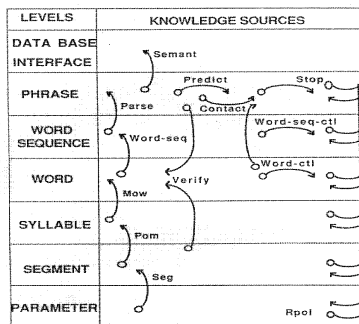 LEVELS
KNOWLEDGE SOURCES
DATA BASE
INTERFACE
Semant
PHRASE
Predict
Stop
Parse
Contact
WORD
SEQUENCE
Word-seq
Word-seq-ctl
WORD
Word-ctl
Verify
Mow
SYLLABLE
Pom
SEGMENT
Seg
PARAMETER
Rpol